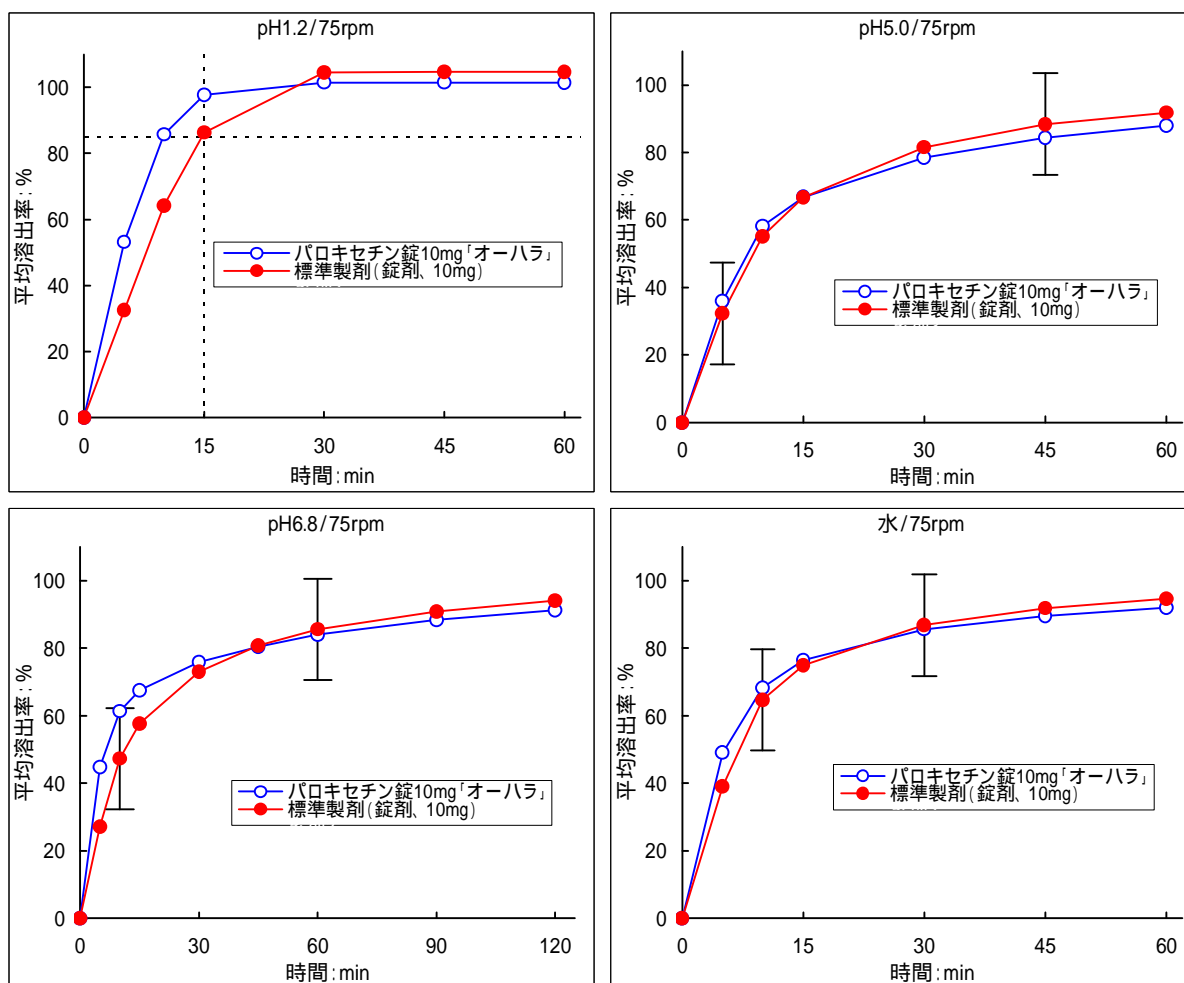 pH1.2/75rpm
平均溶出率:%
100
80
60
40
20
0
パロキセチン錠10mg「オーハラ」
標準製剤(錠剤、10mg)
0 15 30 45 60
時間:min
pH5.0/75rpm
平均溶出率:%
100
80
60
40
20
0
パロキセチン錠10mg「オーハラ」
標準製剤(錠剤、10mg)
0 15 30 45 60
時間:min
pH6.8/75rpm
平均溶出率:%
100
80
60
40
20
0
パロキセチン錠10mg「オーハラ」
標準製剤(錠剤、10mg)
0 30 60 90 120
時間:min
水/75rpm
平均溶出率:%
100
80
60
40
20
0
パロキセチン錠10mg「オーハラ」
標準製剤(錠剤、10mg)
0 15 30 45 60
時間:min